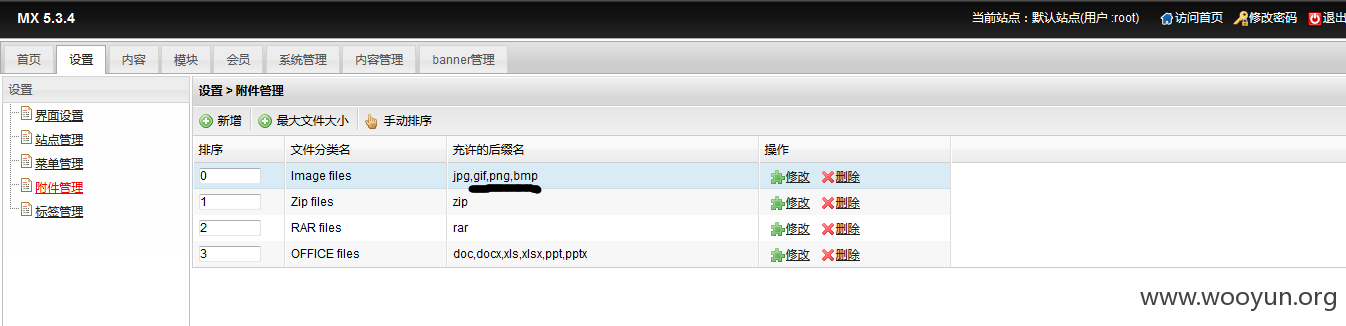 MX 5.3.4
当前站点：默认站点(用户 :root) 访问首页 修改密码 退出
首页 设置 内容 模块 会员 系统管理 内容管理 banner管理
设置
界面设置
站点管理
菜单管理
附件管理
标签管理
设置 > 附件管理
新增 最大文件大小 手动排序
排序 文件分类名 充许的后缀名 操作
0 Image files jpg,gif,png,bmp 修改 删除
1 Zip files zip 修改 删除
2 RAR files rar 修改 删除
3 OFFICE files doc,docx,xls,xlsx,ppt,pptx 修改 删除
www.wooyun.org